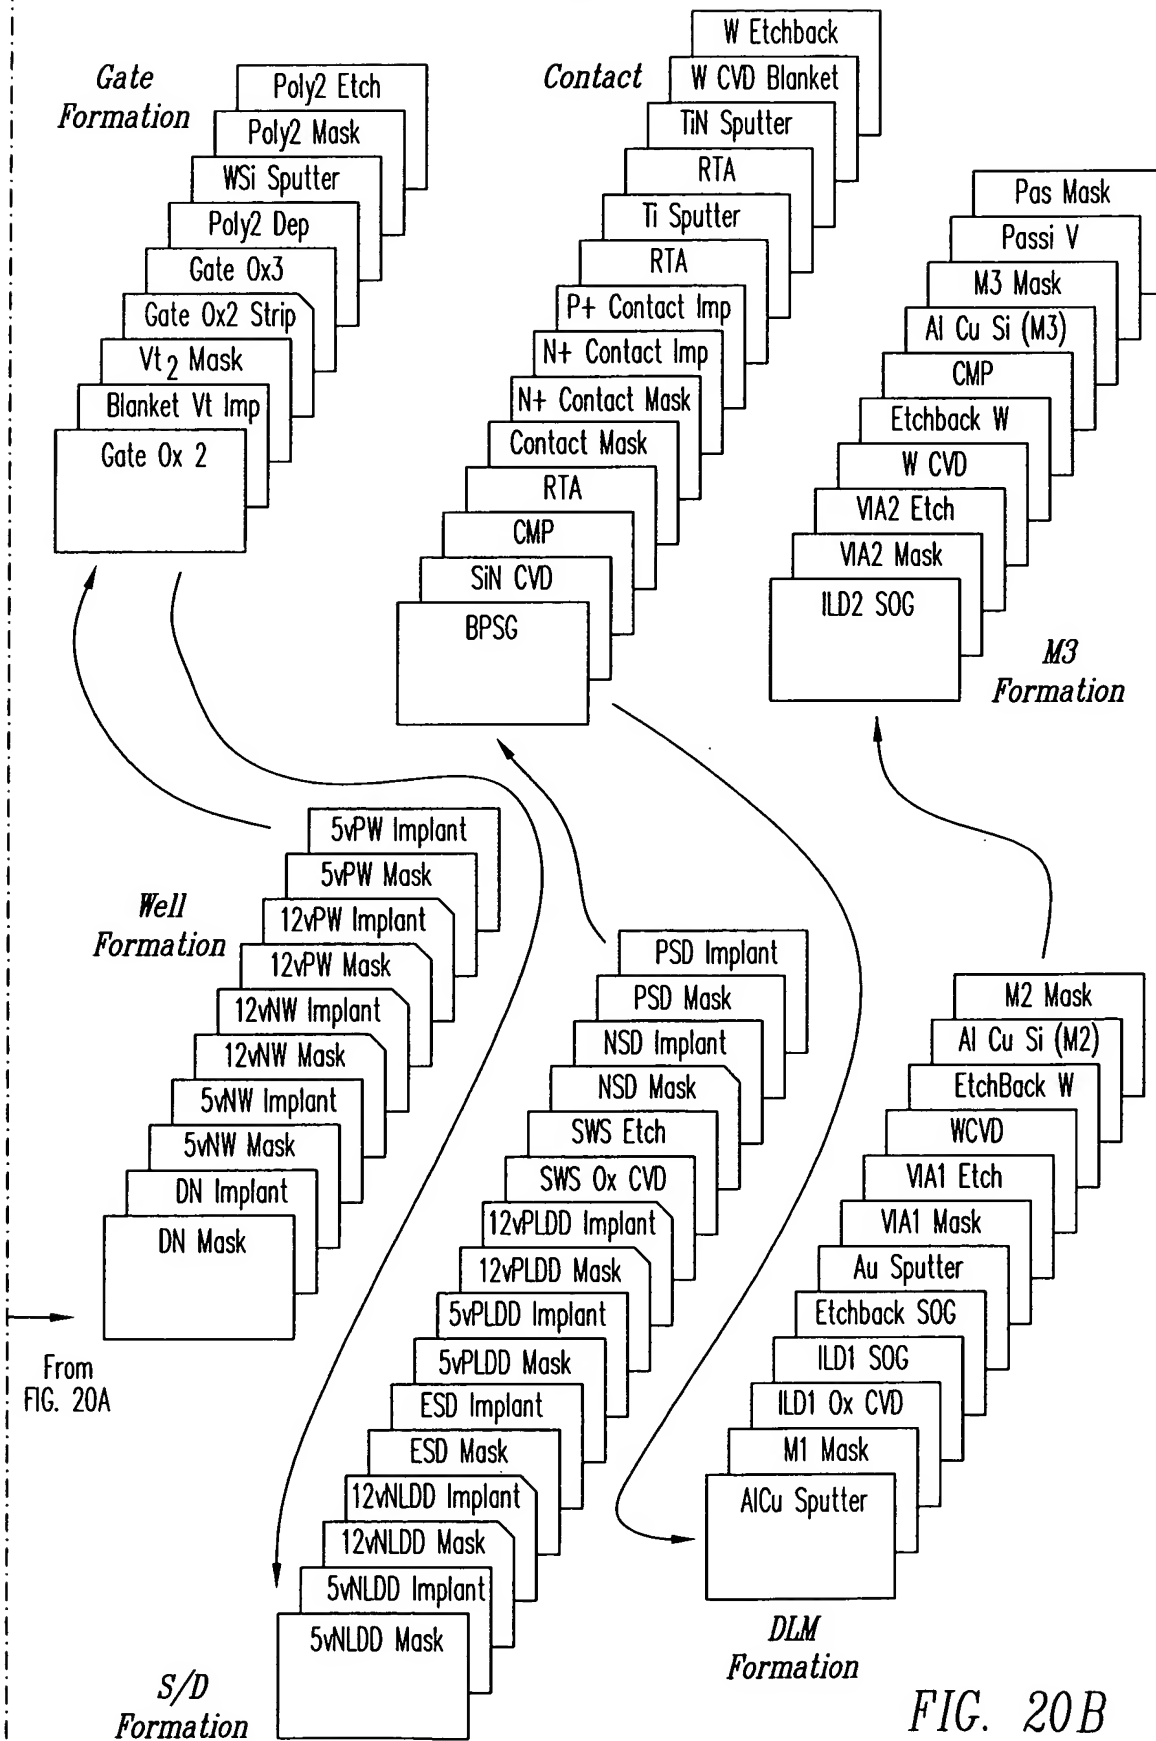 Gate
Formation
Poly2 Etch
Poly2 Mask
WSi Sputter
Poly2 Dep
Gate Ox3
Gate Ox2 Strip
Vt2 Mask
Blanket Vt Imp
Gate Ox 2
Contact
W Etchback
W CVD Blanket
TiN Sputter
RTA
Ti Sputter
RTA
P+ Contact Imp
N+ Contact Imp
N+ Contact Mask
Contact Mask
RTA
CMP
SiN CVD
BPSG
Pas Mask
Passi V
M3 Mask
Al Cu Si (M3)
CMP
Etchback W
W CVD
VIA2 Etch
VIA2 Mask
ILD2 SOG
M3
Formation
Well
Formation
5vPW Implant
5vPW Mask
12vPW Implant
12vPW Mask
12vNW Implant
12vNW Mask
5vNW Implant
5vNW Mask
DN Implant
DN Mask
From
FIG. 20A
PSD Implant
PSD Mask
NSD Implant
NSD Mask
SWS Etch
SWS Ox CVD
12vPLDD Implant
12vPLDD Mask
5vPLDD Implant
5vPLDD Mask
ESD Implant
ESD Mask
12vNLDD Implant
12vNLDD Mask
5vNLDD Implant
5vNLDD Mask
S/D
Formation
M2 Mask
Al Cu Si (M2)
EtchBack W
WCVD
VIA1 Etch
VIA1 Mask
Au Sputter
Etchback SOG
ILD1 SOG
ILD1 Ox CVD
M1 Mask
AlCu Sputter
DLM
Formation
FIG. 20B